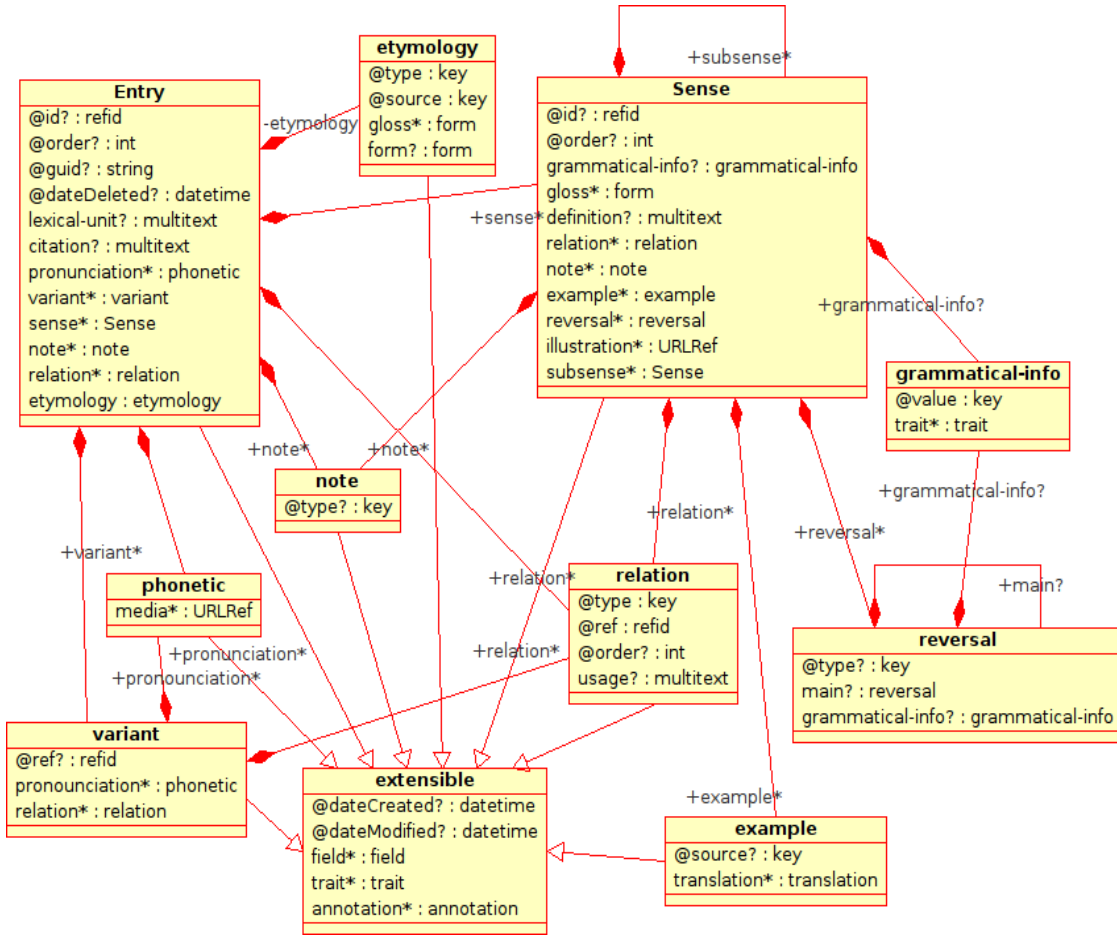 etymology
@type : key
@source : key
gloss* : form
form? : form
+subsense*
Entry
@id? : refid
@order? : int
@guid? : string
@dateDeleted? : datetime
lexical-unit? : multitext
citation? : multitext
pronunciation* : phonetic
variant* : variant
sense* : Sense
note* : note
relation* : relation
etymology : etymology
-etymology
+sense*
Sense
@id? : refid
@order? : int
grammatical-info? : grammatical-info
gloss* : form
definition? : multitext
relation* : relation
note* : note
example* : example
reversal* : reversal
illustration* : URLRef
subsense* : Sense
+grammatical-info?
grammatical-info
@value : key
trait* : trait
+grammatical-info?
+note*
+note*
note
@type? : key
+relation*
+reversal*
+variant*
phonetic
media* : URLRef
+relation*
relation
@type : key
@ref : refid
@order? : int
usage? : multitext
+main?
reversal
@type? : key
main? : reversal
grammatical-info? : grammatical-info
+pronunciation*
+relation*
+pronounciation*
variant
@ref? : refid
pronounciation* : phonetic
relation* : relation
extensible
@dateCreated? : datetime
@dateModified? : datetime
field* : field
trait* : trait
annotation* : annotation
+example*
example
@source? : key
translation* : translation